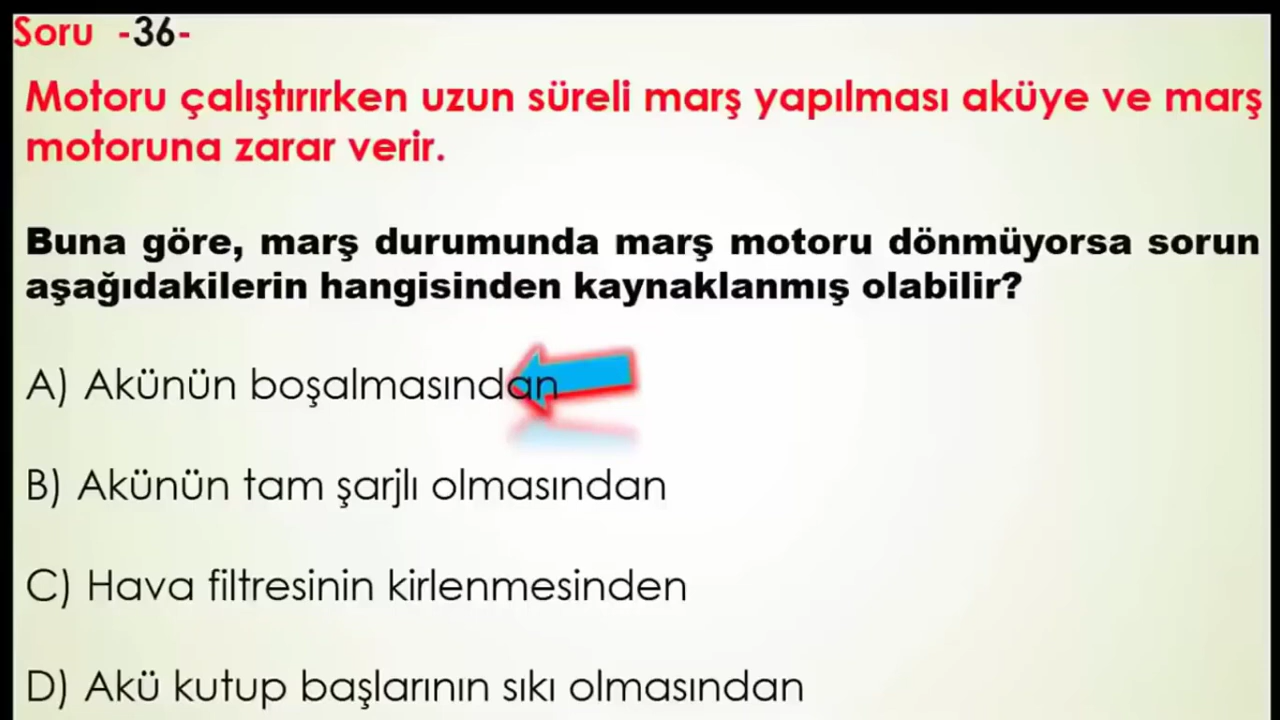 Soru -36-
Motoru çalıştırırken uzun süreli marş yapılması aküye ve marş
motoruna zarar verir.
Buna göre, marş durumunda marş motoru dönmüyorsa sorun
aşağıdakilerin hangisinden kaynaklanmış olabilir?
A) Akünün boşalmasından
B) Akünün tam şarjlı olmasından
C) Hava filtresinin kirlenmesinden
D) Akü kutup başlarının sıkı olmasından